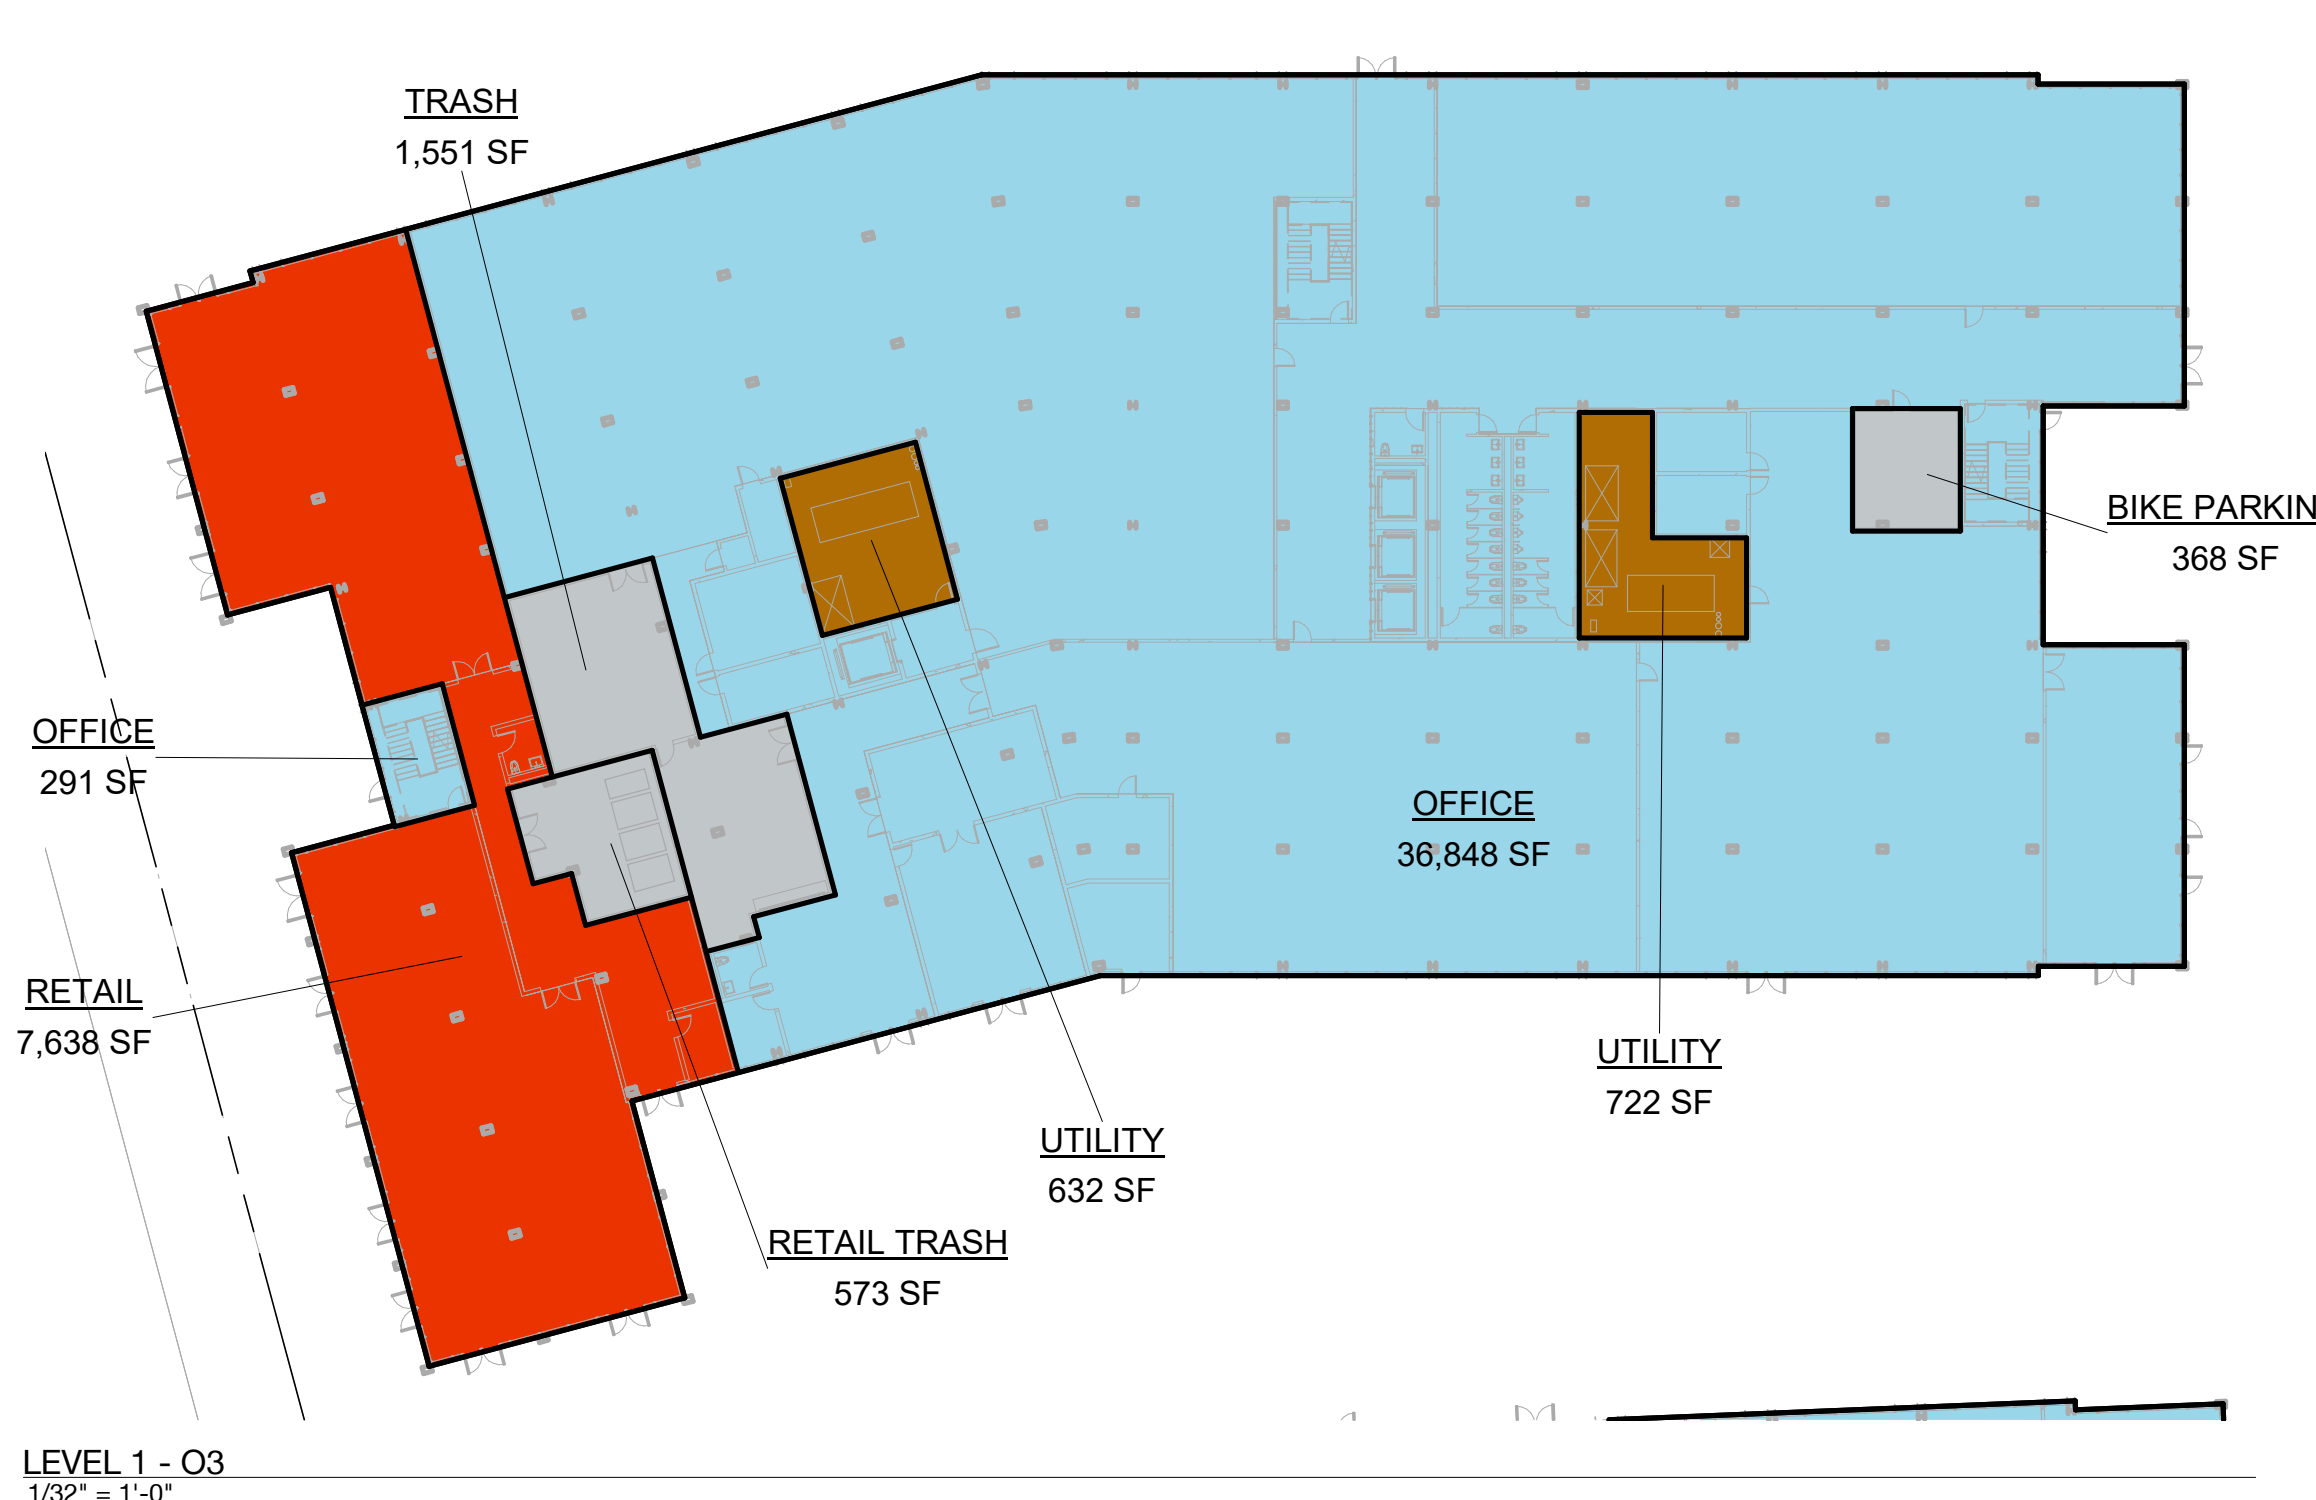 TRASH
1,551 SF
BIKE PARKIN
368 SF
OFFICE
291 SF
OFFICE
36,848 SF
RETAIL
7,638 SF
UTILITY
722 SF
UTILITY
632 SF
RETAIL TRASH
573 SF
LEVEL 1 - O3
1/32" = 1'-0"